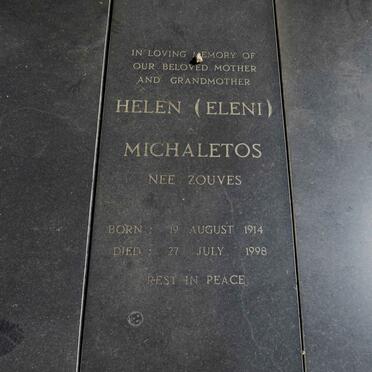 IN LOVING MEMORY OF
OUR BELOVED MOTHER
AND GRANDMOTHER
HELEN (ELENI)
MICHALETOS
NEE ZOUVES
BORN : 19 AUGUST 1914
DIED : 27 JULY 1998
REST IN PEACE